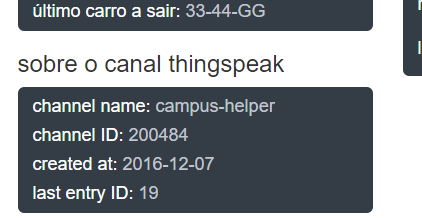 último carro a sair: 33-44-GG
sobre o canal thingspeak
channel name: campus-helper
channel ID: 200484
created at: 2016-12-07
last entry ID: 19